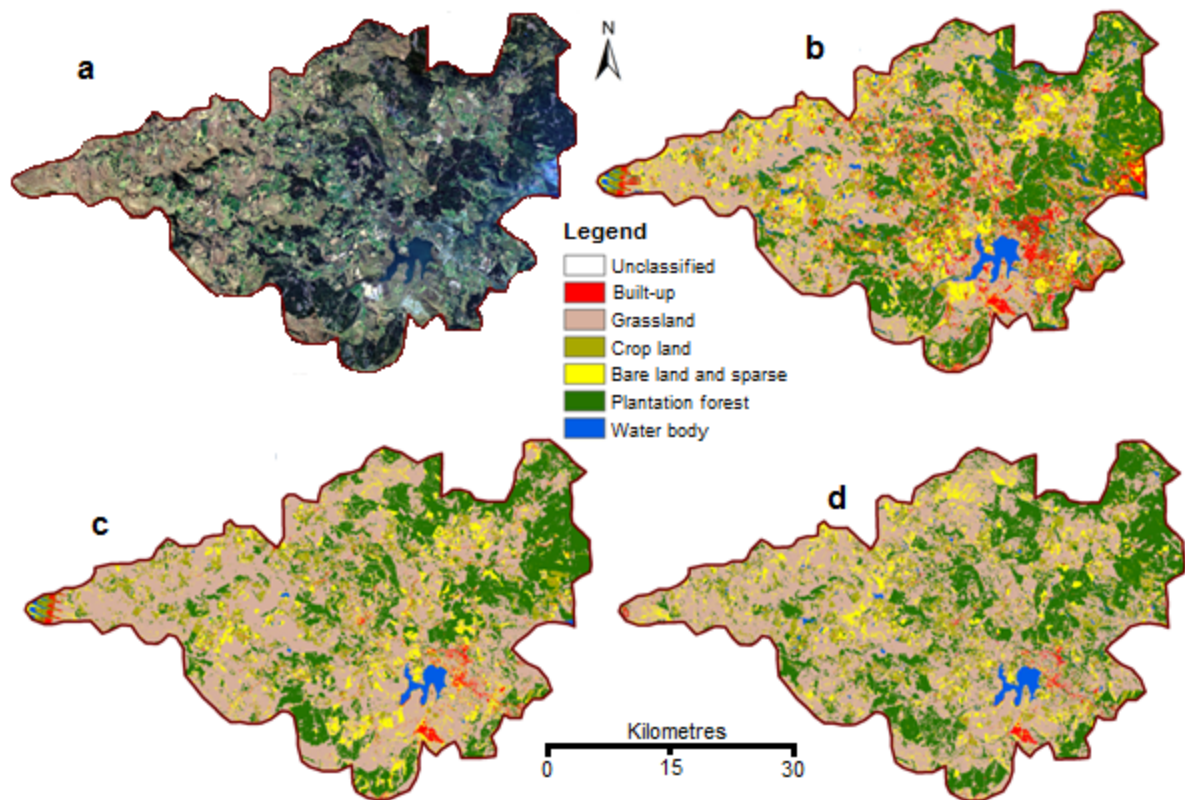 N
a
b
Legend
Unclassified
Built-up
Grassland
Crop land
Bare land and sparse
Plantation forest
Water body
c
d
Kilometres
0 15 30